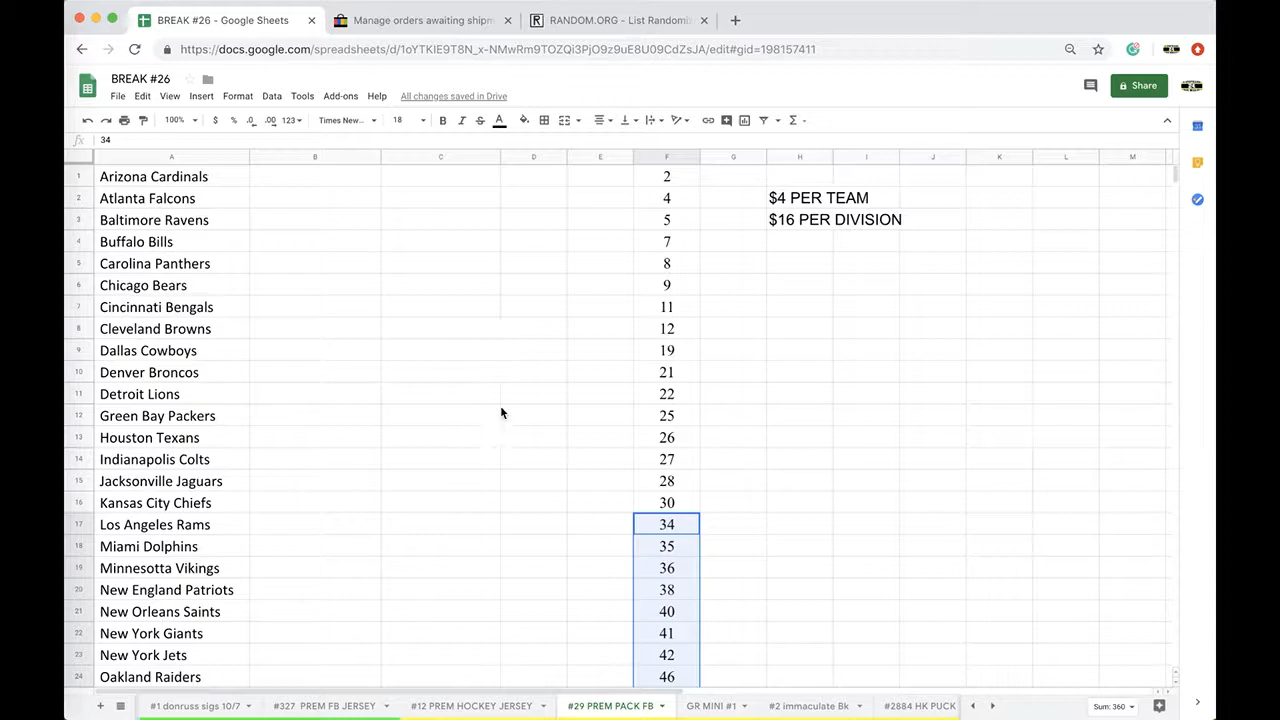 BREAK #26 - Google Sheets
Manage orders awaiting shipm
RANDOM.ORG - List Randomi
https://docs.google.com/spreadsheets/d/1oYTKIE9T8N_x-NMwRm9TOZQi3PjO9z9uE8U09CdZsJA/edit#gid=198157411
BREAK #26
File Edit View Insert Format Data Tools Add-ons Help All changes saved in Drive
Share
100% $ % .0 .00 123 Times New... 18 B I S A
fx 34
A B C D E F G H I J K L M
1 Arizona Cardinals 2
2 Atlanta Falcons 4 $4 PER TEAM
3 Baltimore Ravens 5 $16 PER DIVISION
4 Buffalo Bills 7
5 Carolina Panthers 8
6 Chicago Bears 9
7 Cincinnati Bengals 11
8 Cleveland Browns 12
9 Dallas Cowboys 19
10 Denver Broncos 21
11 Detroit Lions 22
12 Green Bay Packers 25
13 Houston Texans 26
14 Indianapolis Colts 27
15 Jacksonville Jaguars 28
16 Kansas City Chiefs 30
17 Los Angeles Rams 34
18 Miami Dolphins 35
19 Minnesotta Vikings 36
20 New England Patriots 38
21 New Orleans Saints 40
22 New York Giants 41
23 New York Jets 42
24 Oakland Raiders 46
#1 donruss sigs 10/7 #327 PREM FB JERSEY #12 PREM HOCKEY JERSEY #29 PREM PACK FB GR MINI #1 #2 immaculate Bk #2884 HK PUCK Sum: 360